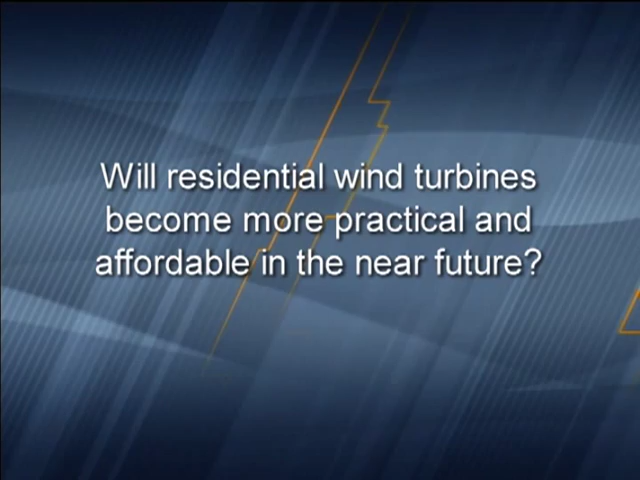 Will residential wind turbines
become more practical and
affordable in the near future?